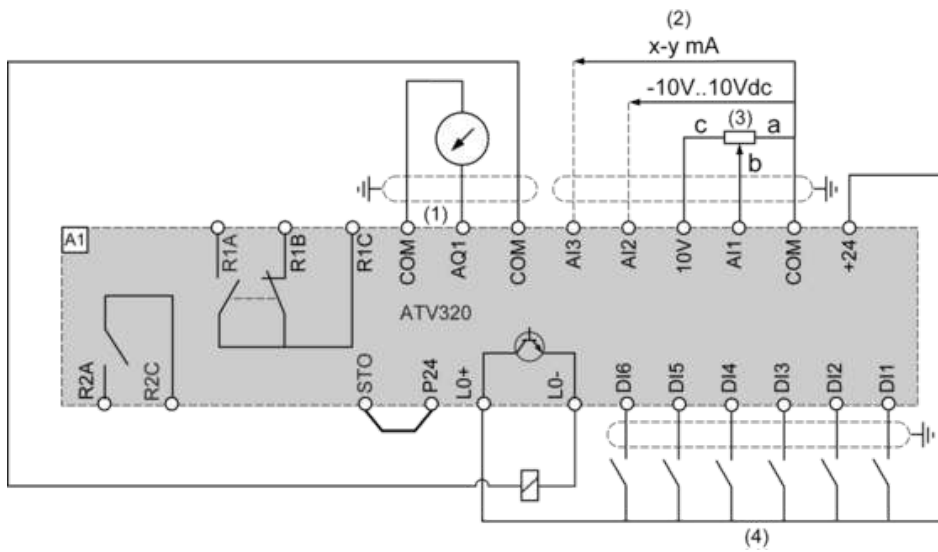 (2)
x-y mA
-10V..10Vdc
c
(3)
a
b
(1)
A1
R1A
R1B
R1C
COM
AQ1
COM
AI3
AI2
10V
AI1
COM
+24
ATV320
R2A
R2C
STO
P24
L0+
L0-
DI6
DI5
DI4
DI3
DI2
DI1
(4)